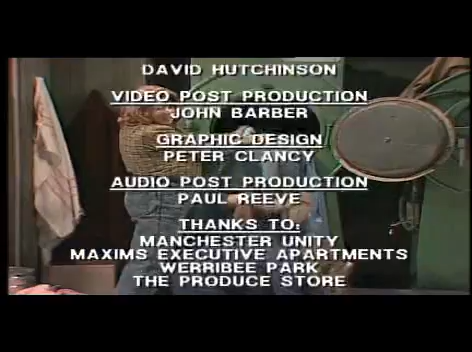 DAVID HUTCHINSON
VIDEO POST PRODUCTION
JOHN BARBER
GRAPHIC DESIGN
PETER CLANCY
AUDIO POST PRODUCTION
PAUL REEVE
THANKS TO:
MANCHESTER UNITY
MAXIMS EXECUTIVE APARTMENTS
WERRIBEE PARK
THE PRODUCE STORE